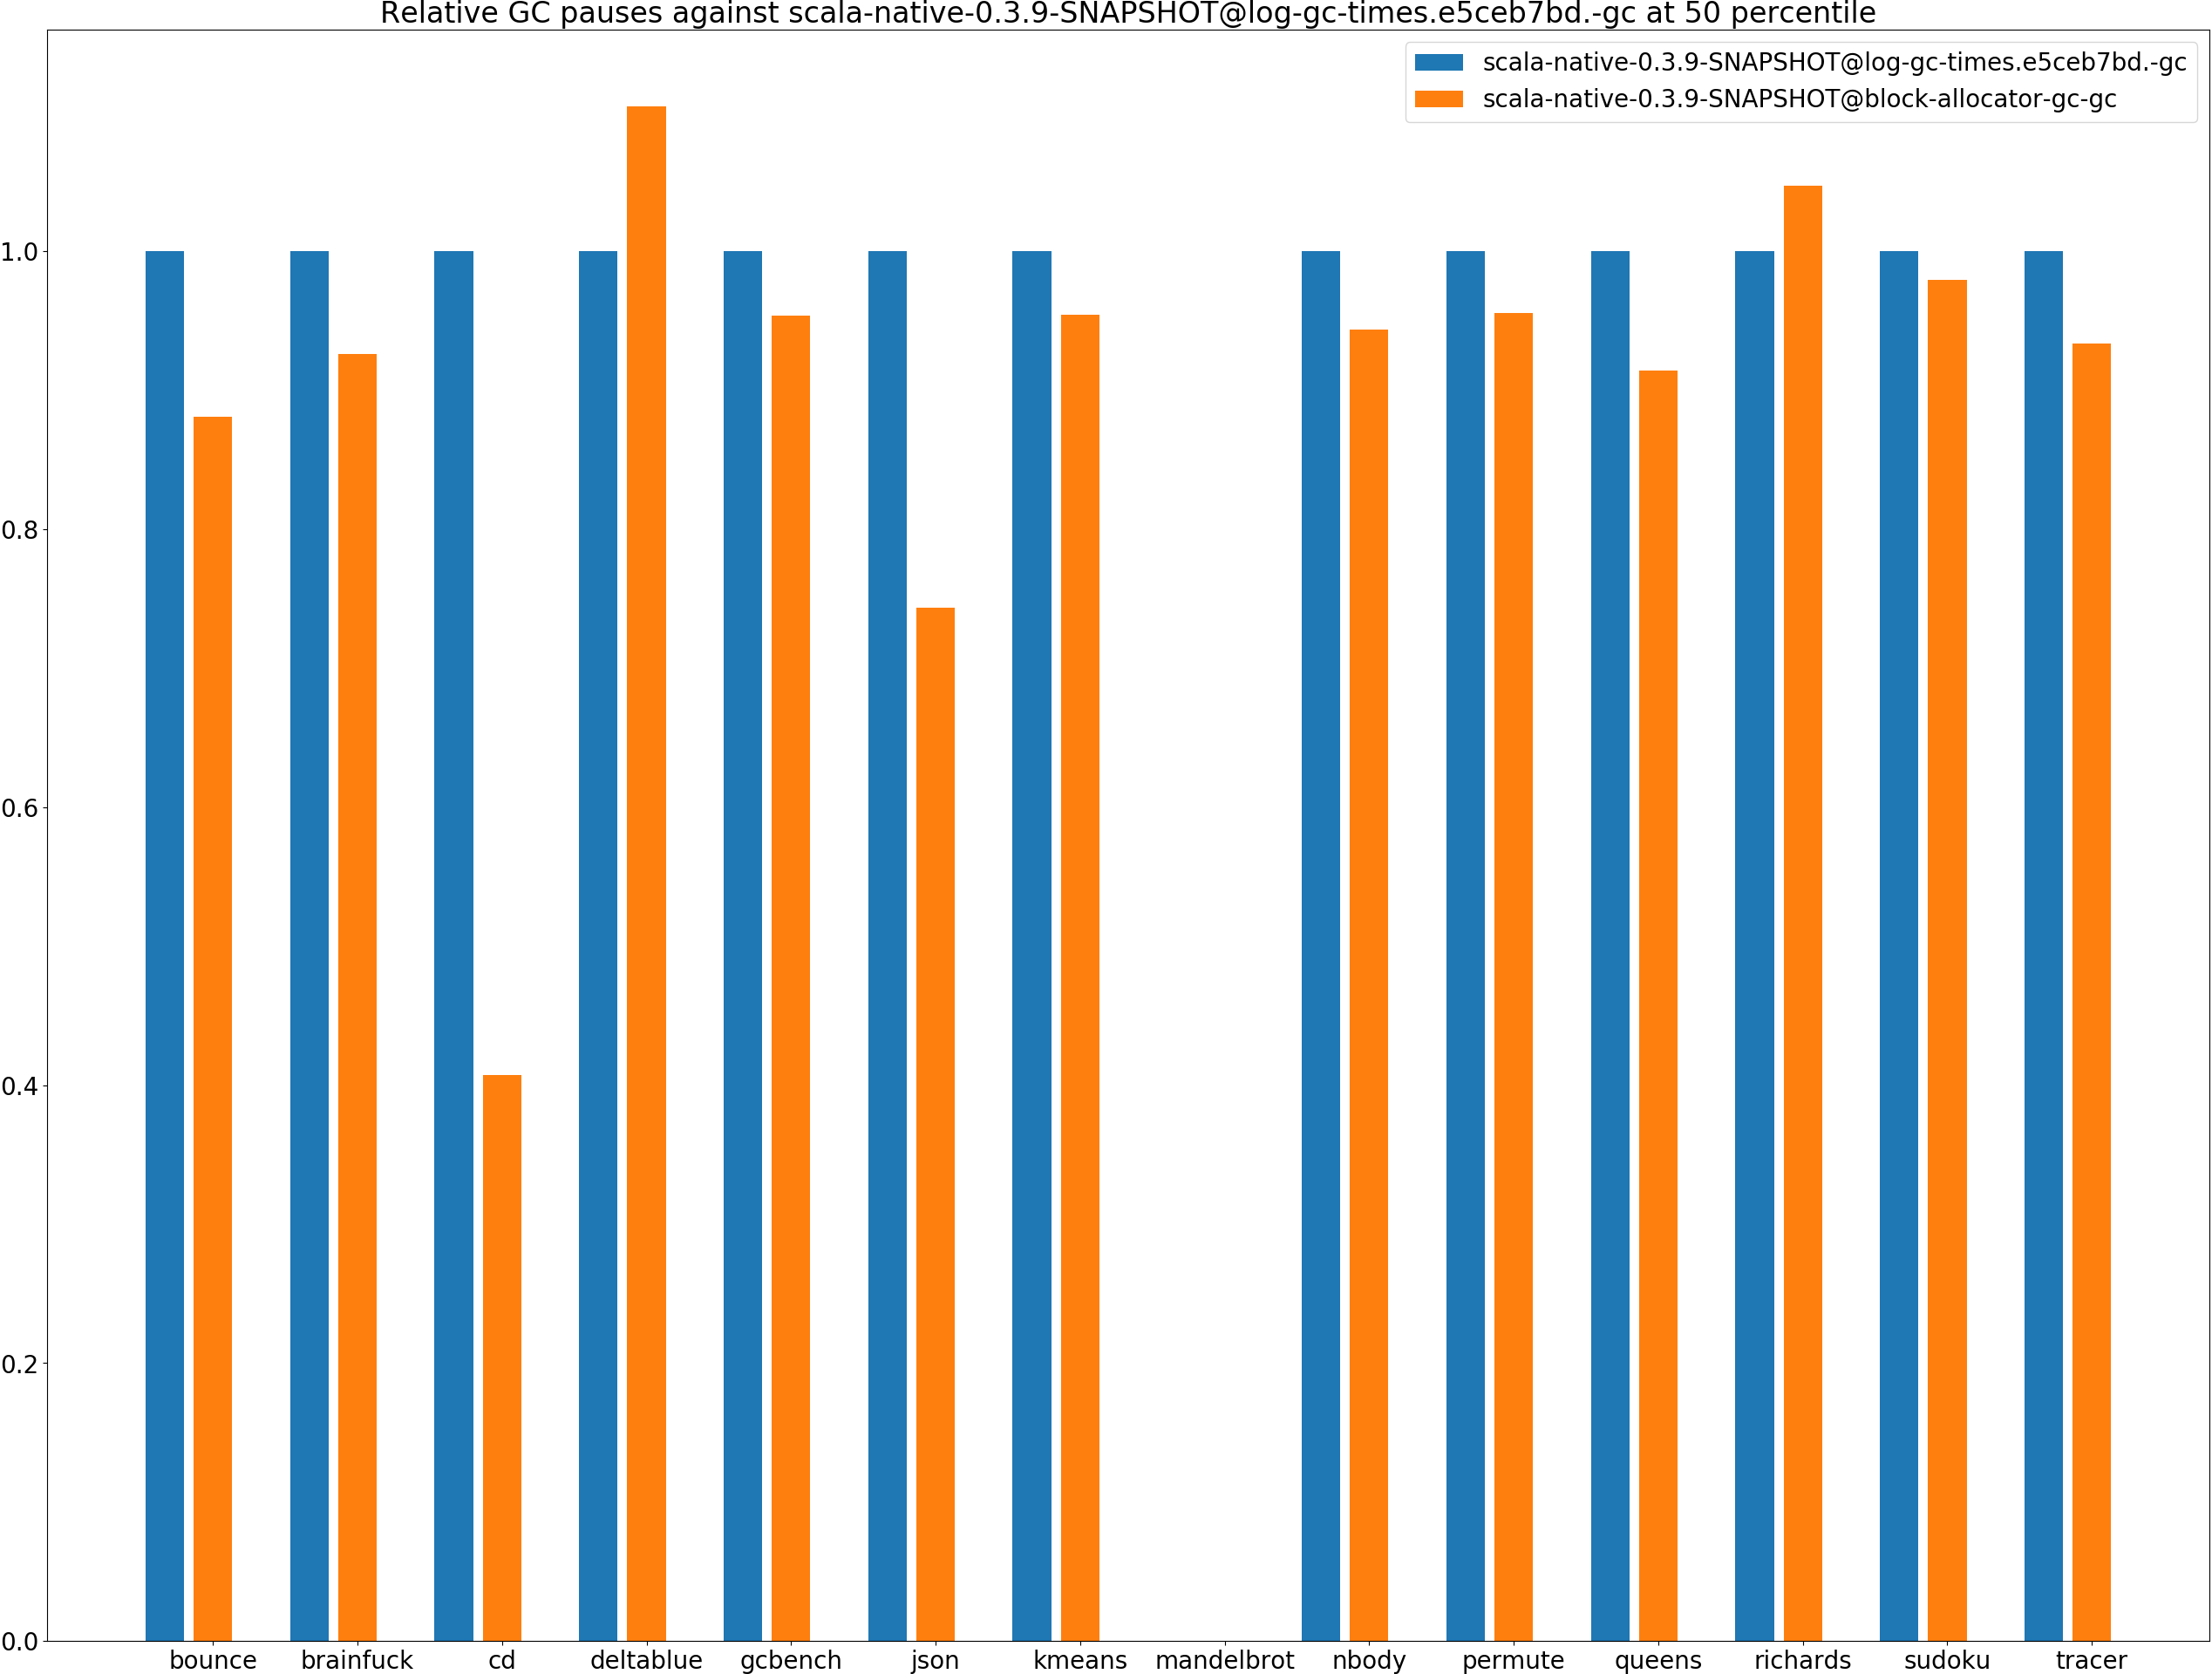 Relative GC pauses against scala-native-0.3.9-SNAPSHOT@log-gc-times.e5ceb7bd.-gc at 50 percentile
scala-native-0.3.9-SNAPSHOT@log-gc-times.e5ceb7bd.-gc
scala-native-0.3.9-SNAPSHOT@block-allocator-gc-gc
1.0
0.8
0.6
0.4
0.2
0.0
bounce brainfuck cd deltablue gcbench json kmeans mandelbrot nbody permute queens richards sudoku tracer